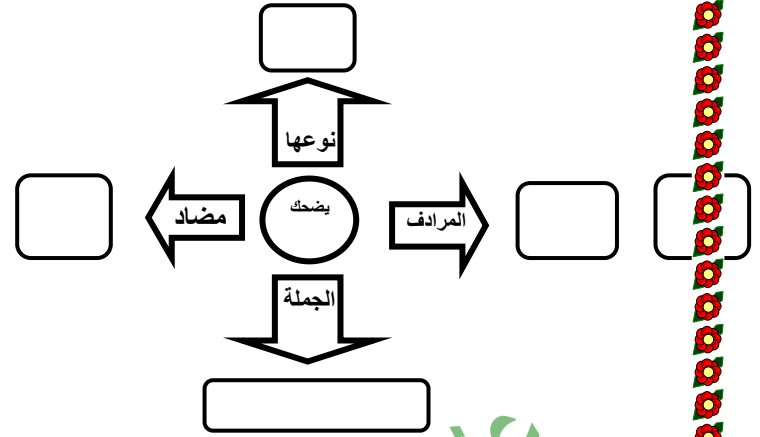 نوعها
يضحك
المرادف
مضاد
الجملة